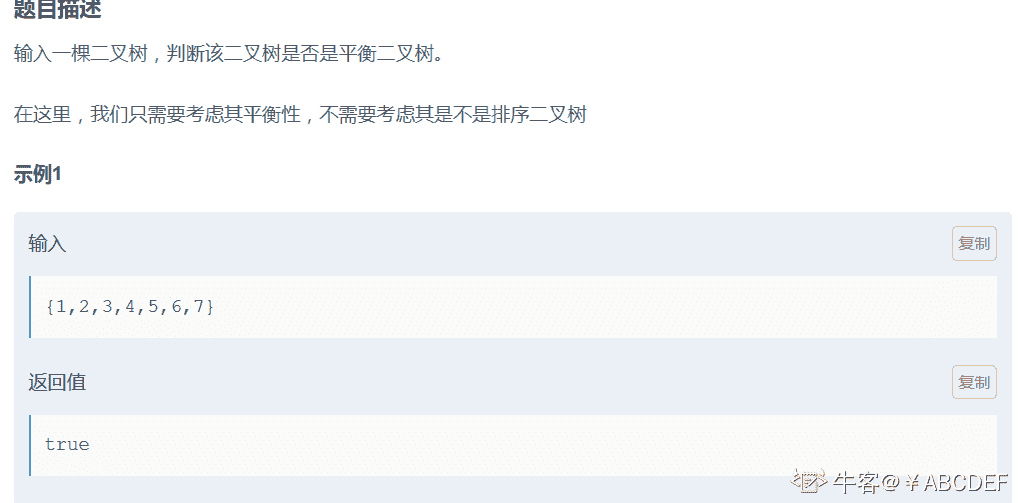 题目描述
输入一棵二叉树，判断该二叉树是否是平衡二叉树。
在这里，我们只需要考虑其平衡性，不需要考虑其是不是排序二叉树
示例1
输入
复制
{1,2,3,4,5,6,7}
返回值
复制
true
牛客@￥ABCDEF